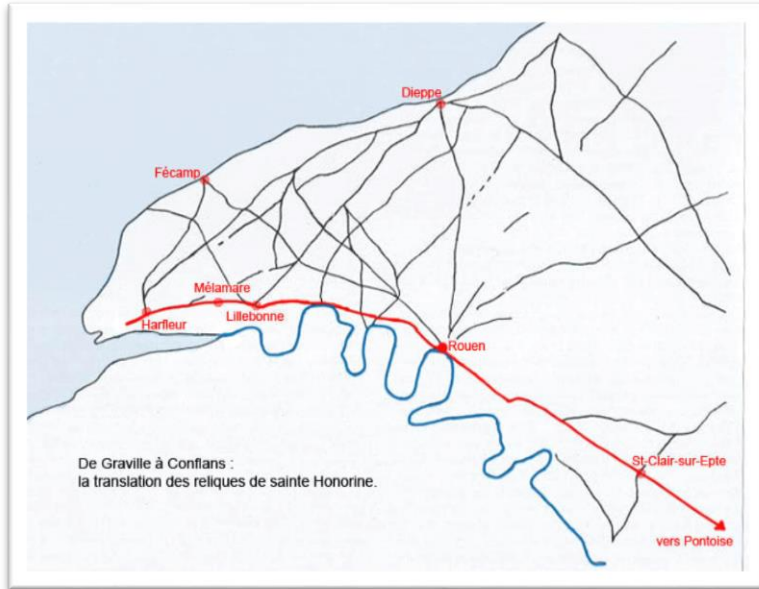 Dieppe
Fécamp
Mélamare
Harfleur
Lillebonne
Rouen
St-Clair-sur-Epte
vers Pontoise
De Graville à Conflans :
la translation des reliques de sainte Honorine.